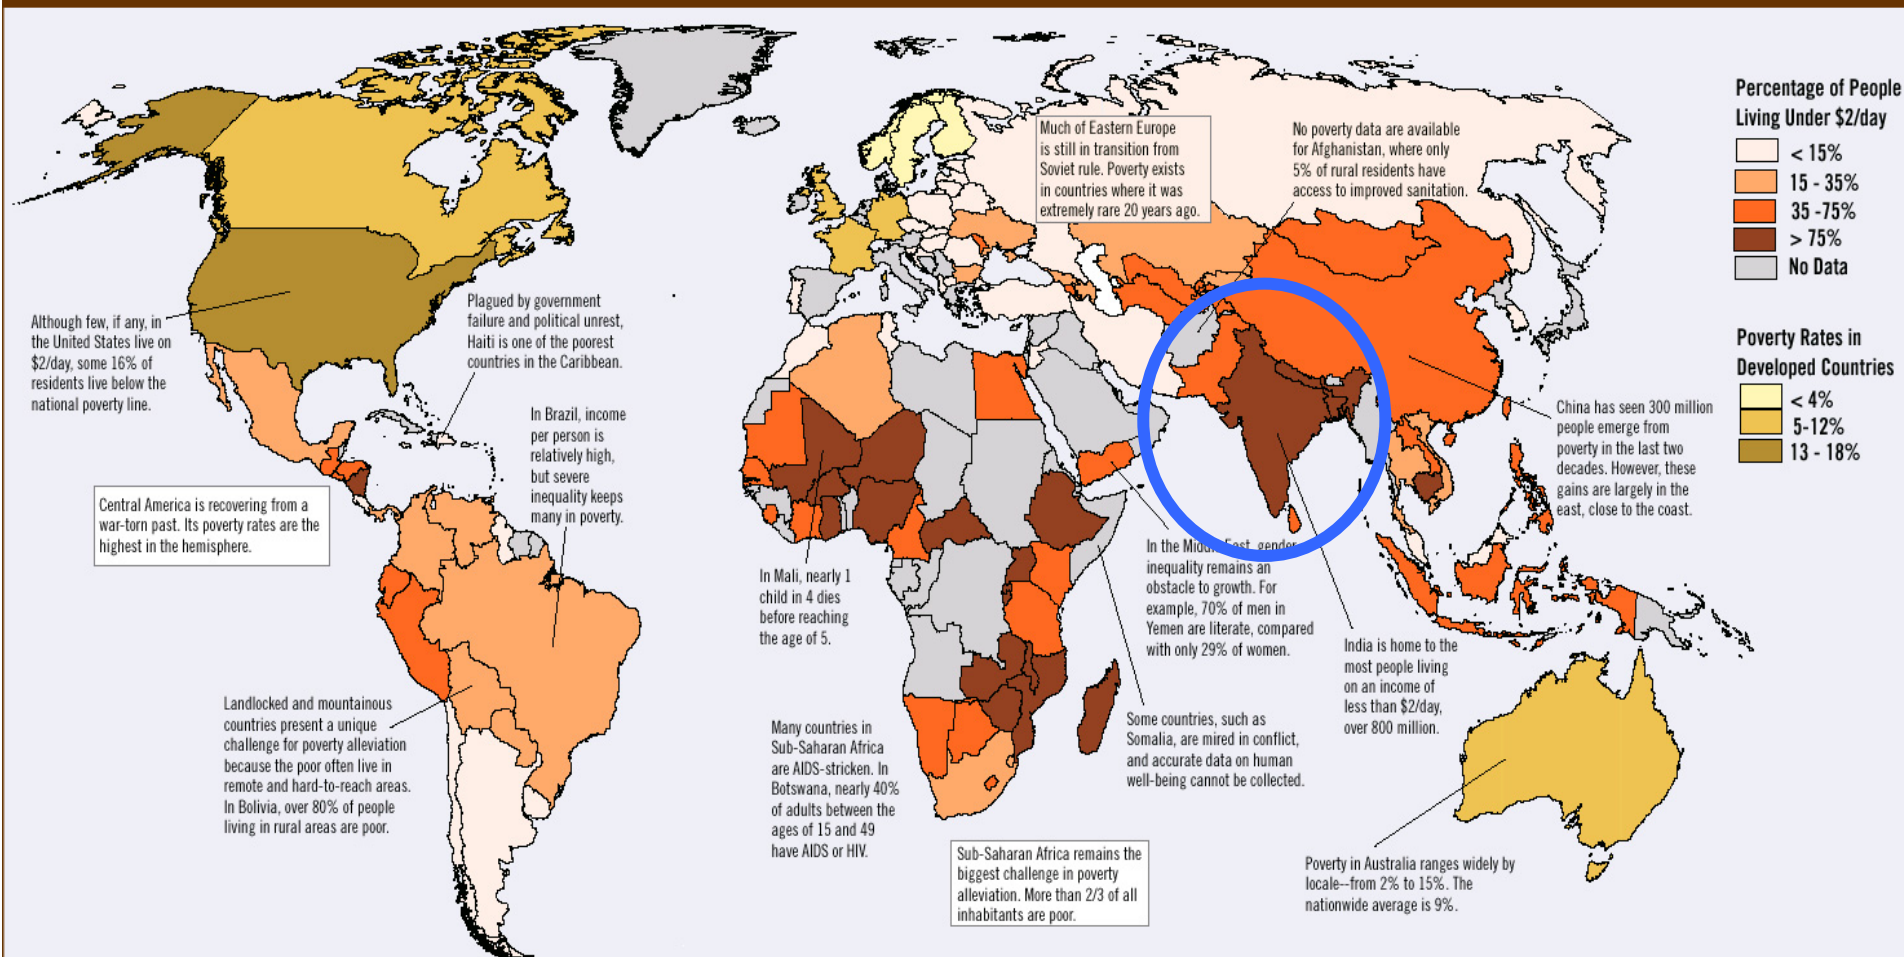 Percentage of People
Living Under $2/day
< 15%
15 - 35%
35 -75%
> 75%
No Data
Poverty Rates in
Developed Countries
< 4%
5-12%
13 - 18%
Much of Eastern Europe
is still in transition from
Soviet rule. Poverty exists
in countries where it was
extremely rare 20 years ago.
No poverty data are available
for Afghanistan, where only
5% of rural residents have
access to improved sanitation.
Although few, if any, in
the United States live on
$2/day, some 16% of
residents live below the
national poverty line.
Plagued by government
failure and political unrest,
Haiti is one of the poorest
countries in the Caribbean.
In Brazil, income
per person is
relatively high,
but severe
inequality keeps
many in poverty.
Central America is recovering from a
war-torn past. Its poverty rates are the
highest in the hemisphere.
China has seen 300 million
people emerge from
poverty in the last two
decades. However, these
gains are largely in the
east, close to the coast.
In Mali, nearly 1
child in 4 dies
before reaching
the age of 5.
In the Middle East, gender
inequality remains an
obstacle to growth. For
example, 70% of men in
Yemen are literate, compared
with only 29% of women.
India is home to the
most people living
on an income of
less than $2/day,
over 800 million.
Landlocked and mountainous
countries present a unique
challenge for poverty alleviation
because the poor often live in
remote and hard-to-reach areas.
In Bolivia, over 80% of people
living in rural areas are poor.
Many countries in
Sub-Saharan Africa
are AIDS-stricken. In
Botswana, nearly 40%
of adults between the
ages of 15 and 49
have AIDS or HIV.
Some countries, such as
Somalia, are mired in conflict,
and accurate data on human
well-being cannot be collected.
Sub-Saharan Africa remains the
biggest challenge in poverty
alleviation. More than 2/3 of all
inhabitants are poor.
Poverty in Australia ranges widely by
locale--from 2% to 15%. The
nationwide average is 9%.